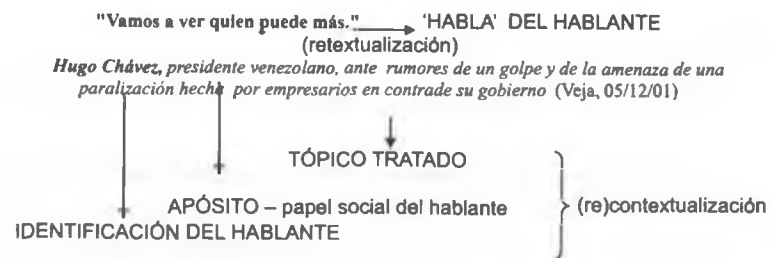 "Vamos a ver quien puede más." 'HABLA' DEL HABLANTE
(retextualización)
Hugo Chávez, presidente venezolano, ante rumores de un golpe y de la amenaza de una
paralización hecha por empresarios en contrade su gobierno (Veja, 05/12/01)
TÓPICO TRATADO
APÓSITO – papel social del hablante
(re)contextualización
IDENTIFICACIÓN DEL HABLANTE